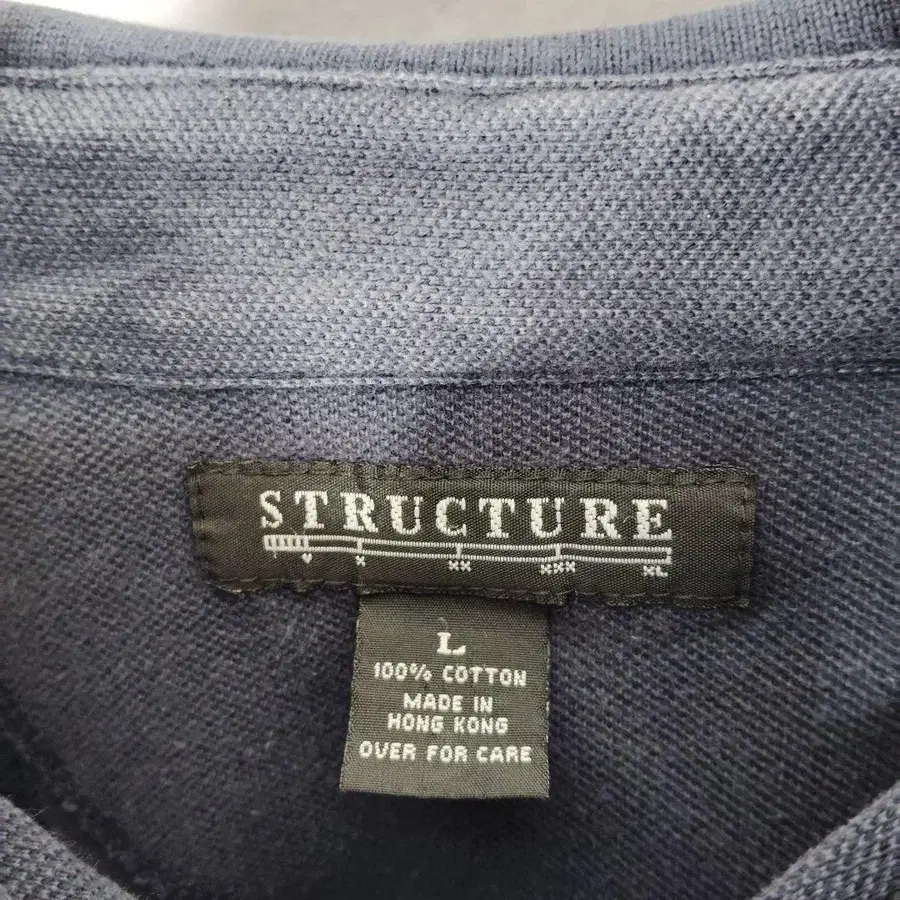 STRUCTURE
L
100% COTTON
MADE IN
HONG KONG
OVER FOR CARE